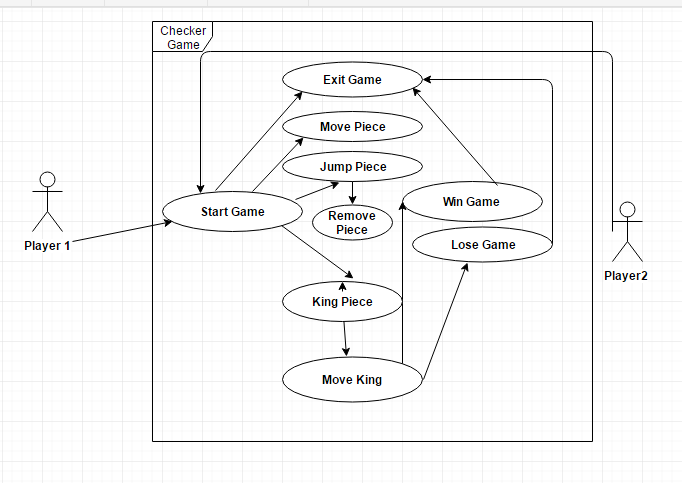 Checker
Game
Exit Game
Move Piece
Jump Piece
Start Game
Remove
Piece
Win Game
Lose Game
Player 1
Player2
King Piece
Move King